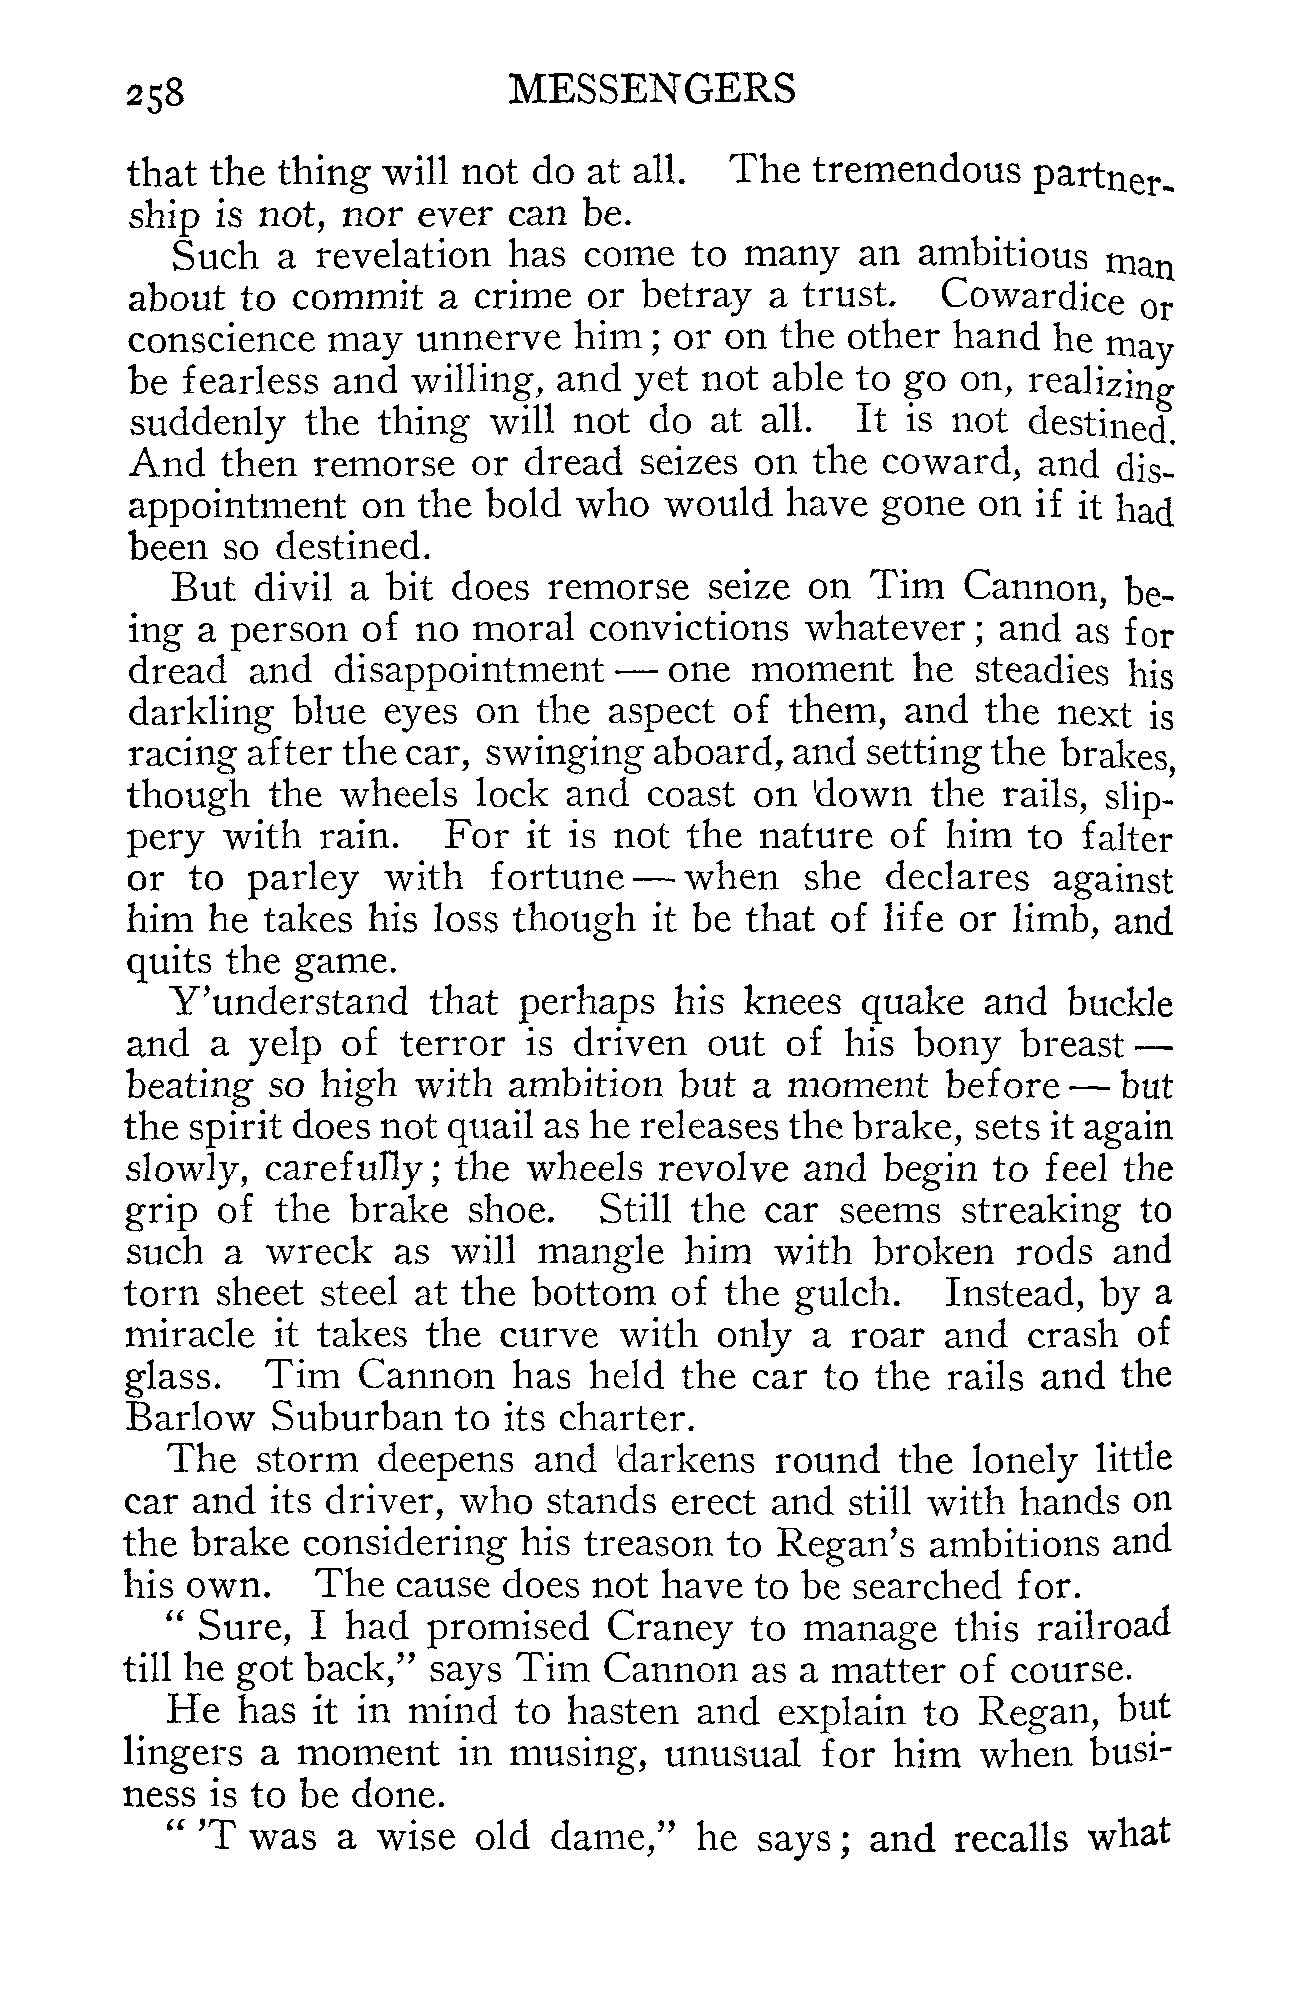 258 MESSENGERS
that the thing will not do at all. The tremendous partner-
ship is not, nor ever can be.
Such a revelation has come to many an ambitious man
about to commit a crime or betray a trust. Cowardice or
conscience may unnerve him; or on the other hand he may
be fearless and willing, and yet not able to go on, realizing
suddenly the thing will not do at all. It is not destined.
And then remorse or dread seizes on the coward, and dis-
appointment on the bold who would have gone on if it had
been so destined.
But divil a bit does remorse seize on Tim Cannon, be-
ing a person of no moral convictions whatever; and as for
dread and disappointment — one moment he steadies his
darkling blue eyes on the aspect of them, and the next is
racing after the car, swinging aboard, and setting the brakes,
though the wheels lock and coast on down the rails, slip-
pery with rain. For it is not the nature of him to falter
or to parley with fortune — when she declares against
him he takes his loss though it be that of life or limb, and
quits the game.
Y'understand that perhaps his knees quake and buckle
and a yelp of terror is driven out of his bony breast —
beating so high with ambition but a moment before — but
the spirit does not quail as he releases the brake, sets it again
slowly, carefully; the wheels revolve and begin to feel the
grip of the brake shoe. Still the car seems streaking to
such a wreck as will mangle him with broken rods and
torn sheet steel at the bottom of the gulch. Instead, by a
miracle it takes the curve with only a roar and crash of
glass. Tim Cannon has held the car to the rails and the
Barlow Suburban to its charter.
The storm deepens and darkens round the lonely little
car and its driver, who stands erect and still with hands on
the brake considering his treason to Regan's ambitions and
his own. The cause does not have to be searched for.
" Sure, I had promised Craney to manage this railroad
till he got back," says Tim Cannon as a matter of course.
He has it in mind to hasten and explain to Regan, but
lingers a moment in musing, unusual for him when busi-
ness is to be done.
" 'T was a wise old dame," he says; and recalls what